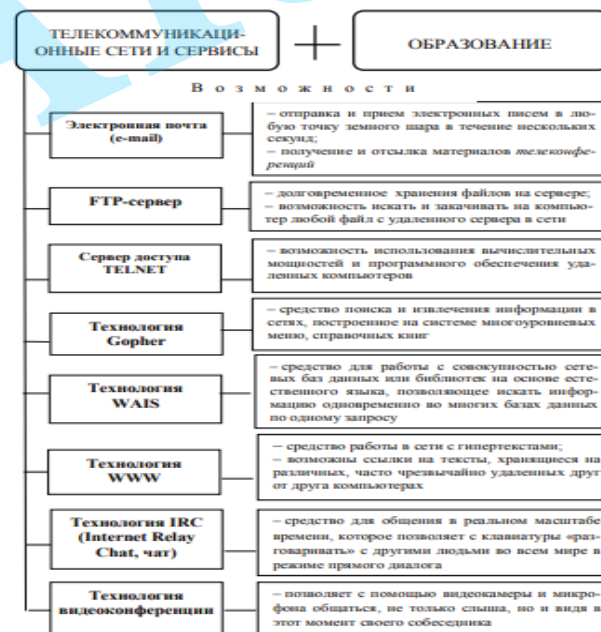 ТЕЛЕКОММУНИКАЦИ-
ОННЫЕ СЕТИ И СЕРВИСЫ
+
ОБРАЗОВАНИЕ
Возможности
Электронная почта
(e-mail)
– отправка и прием электронных писем в лю-
бую точку земного шара в течение нескольких
секунд;
– получение и отсылка материалов телеконфе-
ренций
FTP-сервер
– долговременное хранения файлов на сервере;
– возможность искать и закачивать на компью-
тер любой файл с удаленного сервера в сети
Сервер доступа
TELNET
– возможность использования вычислительных
мощностей и программного обеспечения уда-
ленных компьютеров
Технология
Gopher
– средство поиска и извлечения информации в
сетях, построенное на системе многоуровневых
меню, справочных книг
Технология
WAIS
– средство для работы с совокупностью сете-
вых баз данных или библиотек на основе есте-
ственного языка, позволяющее искать инфор-
мацию одновременно во многих базах данных
по одному запросу
Технология
WWW
– средство работы в сети с гипертекстами;
– возможны ссылки на тексты, хранящиеся на
различных, часто чрезвычайно удаленных друг
от друга компьютерах
Технология IRC
(Internet Relay
Chat, чат)
– средство для общения в реальном масштабе
времени, которое позволяет с клавиатуры «раз-
говаривать» с другими людьми во всем мире в
режиме прямого диалога
Технология
видеоконференции
– позволяет с помощью видеокамеры и микро-
фона общаться, не только слыша, но и видя в
этот момент своего собеседника